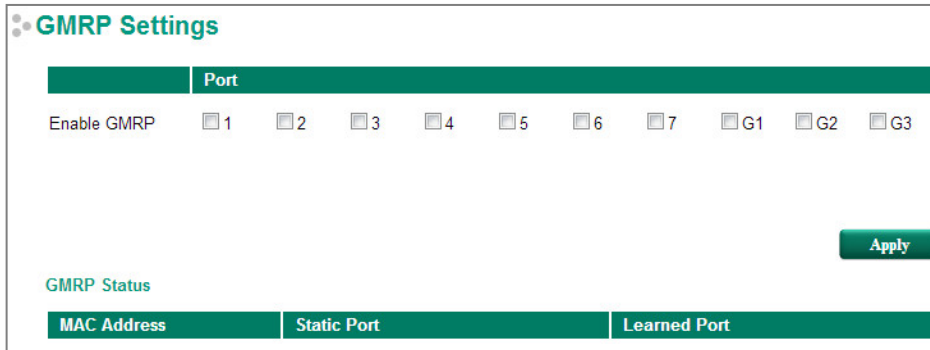 GMRP Settings
Port
Enable GMRP 1 2 3 4 5 6 7 G1 G2 G3
Apply
GMRP Status
MAC Address Static Port Learned Port